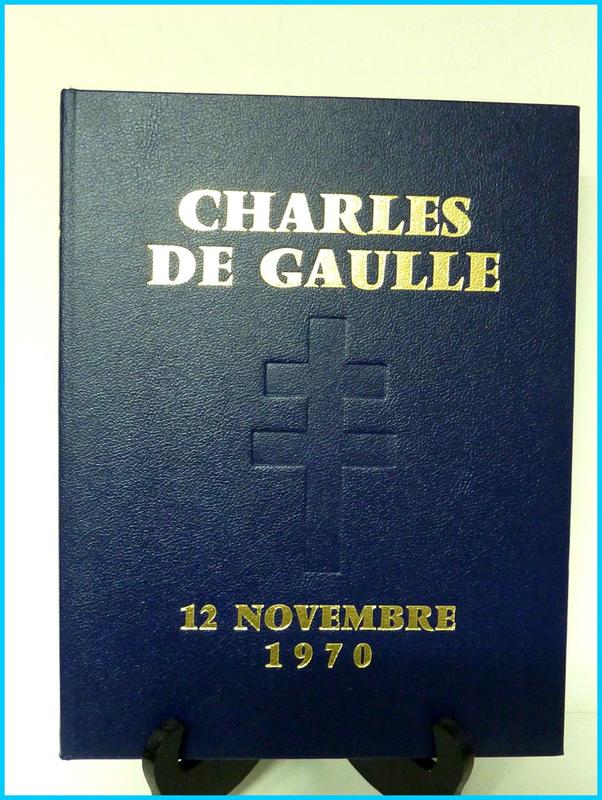 CHARLES
DE GAULLE
12 NOVEMBRE
1970